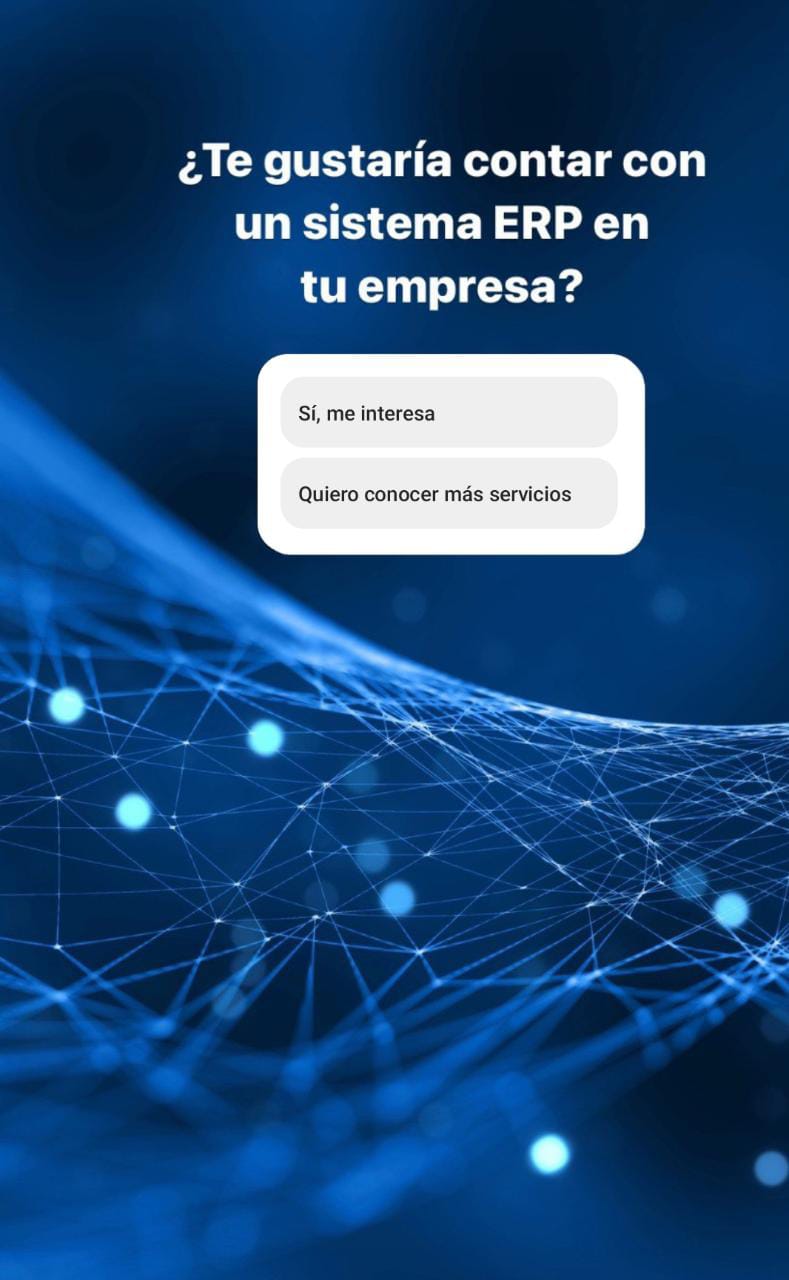 ¿Te gustaría contar con
un sistema ERP en
tu empresa?
Sí, me interesa
Quiero conocer más servicios